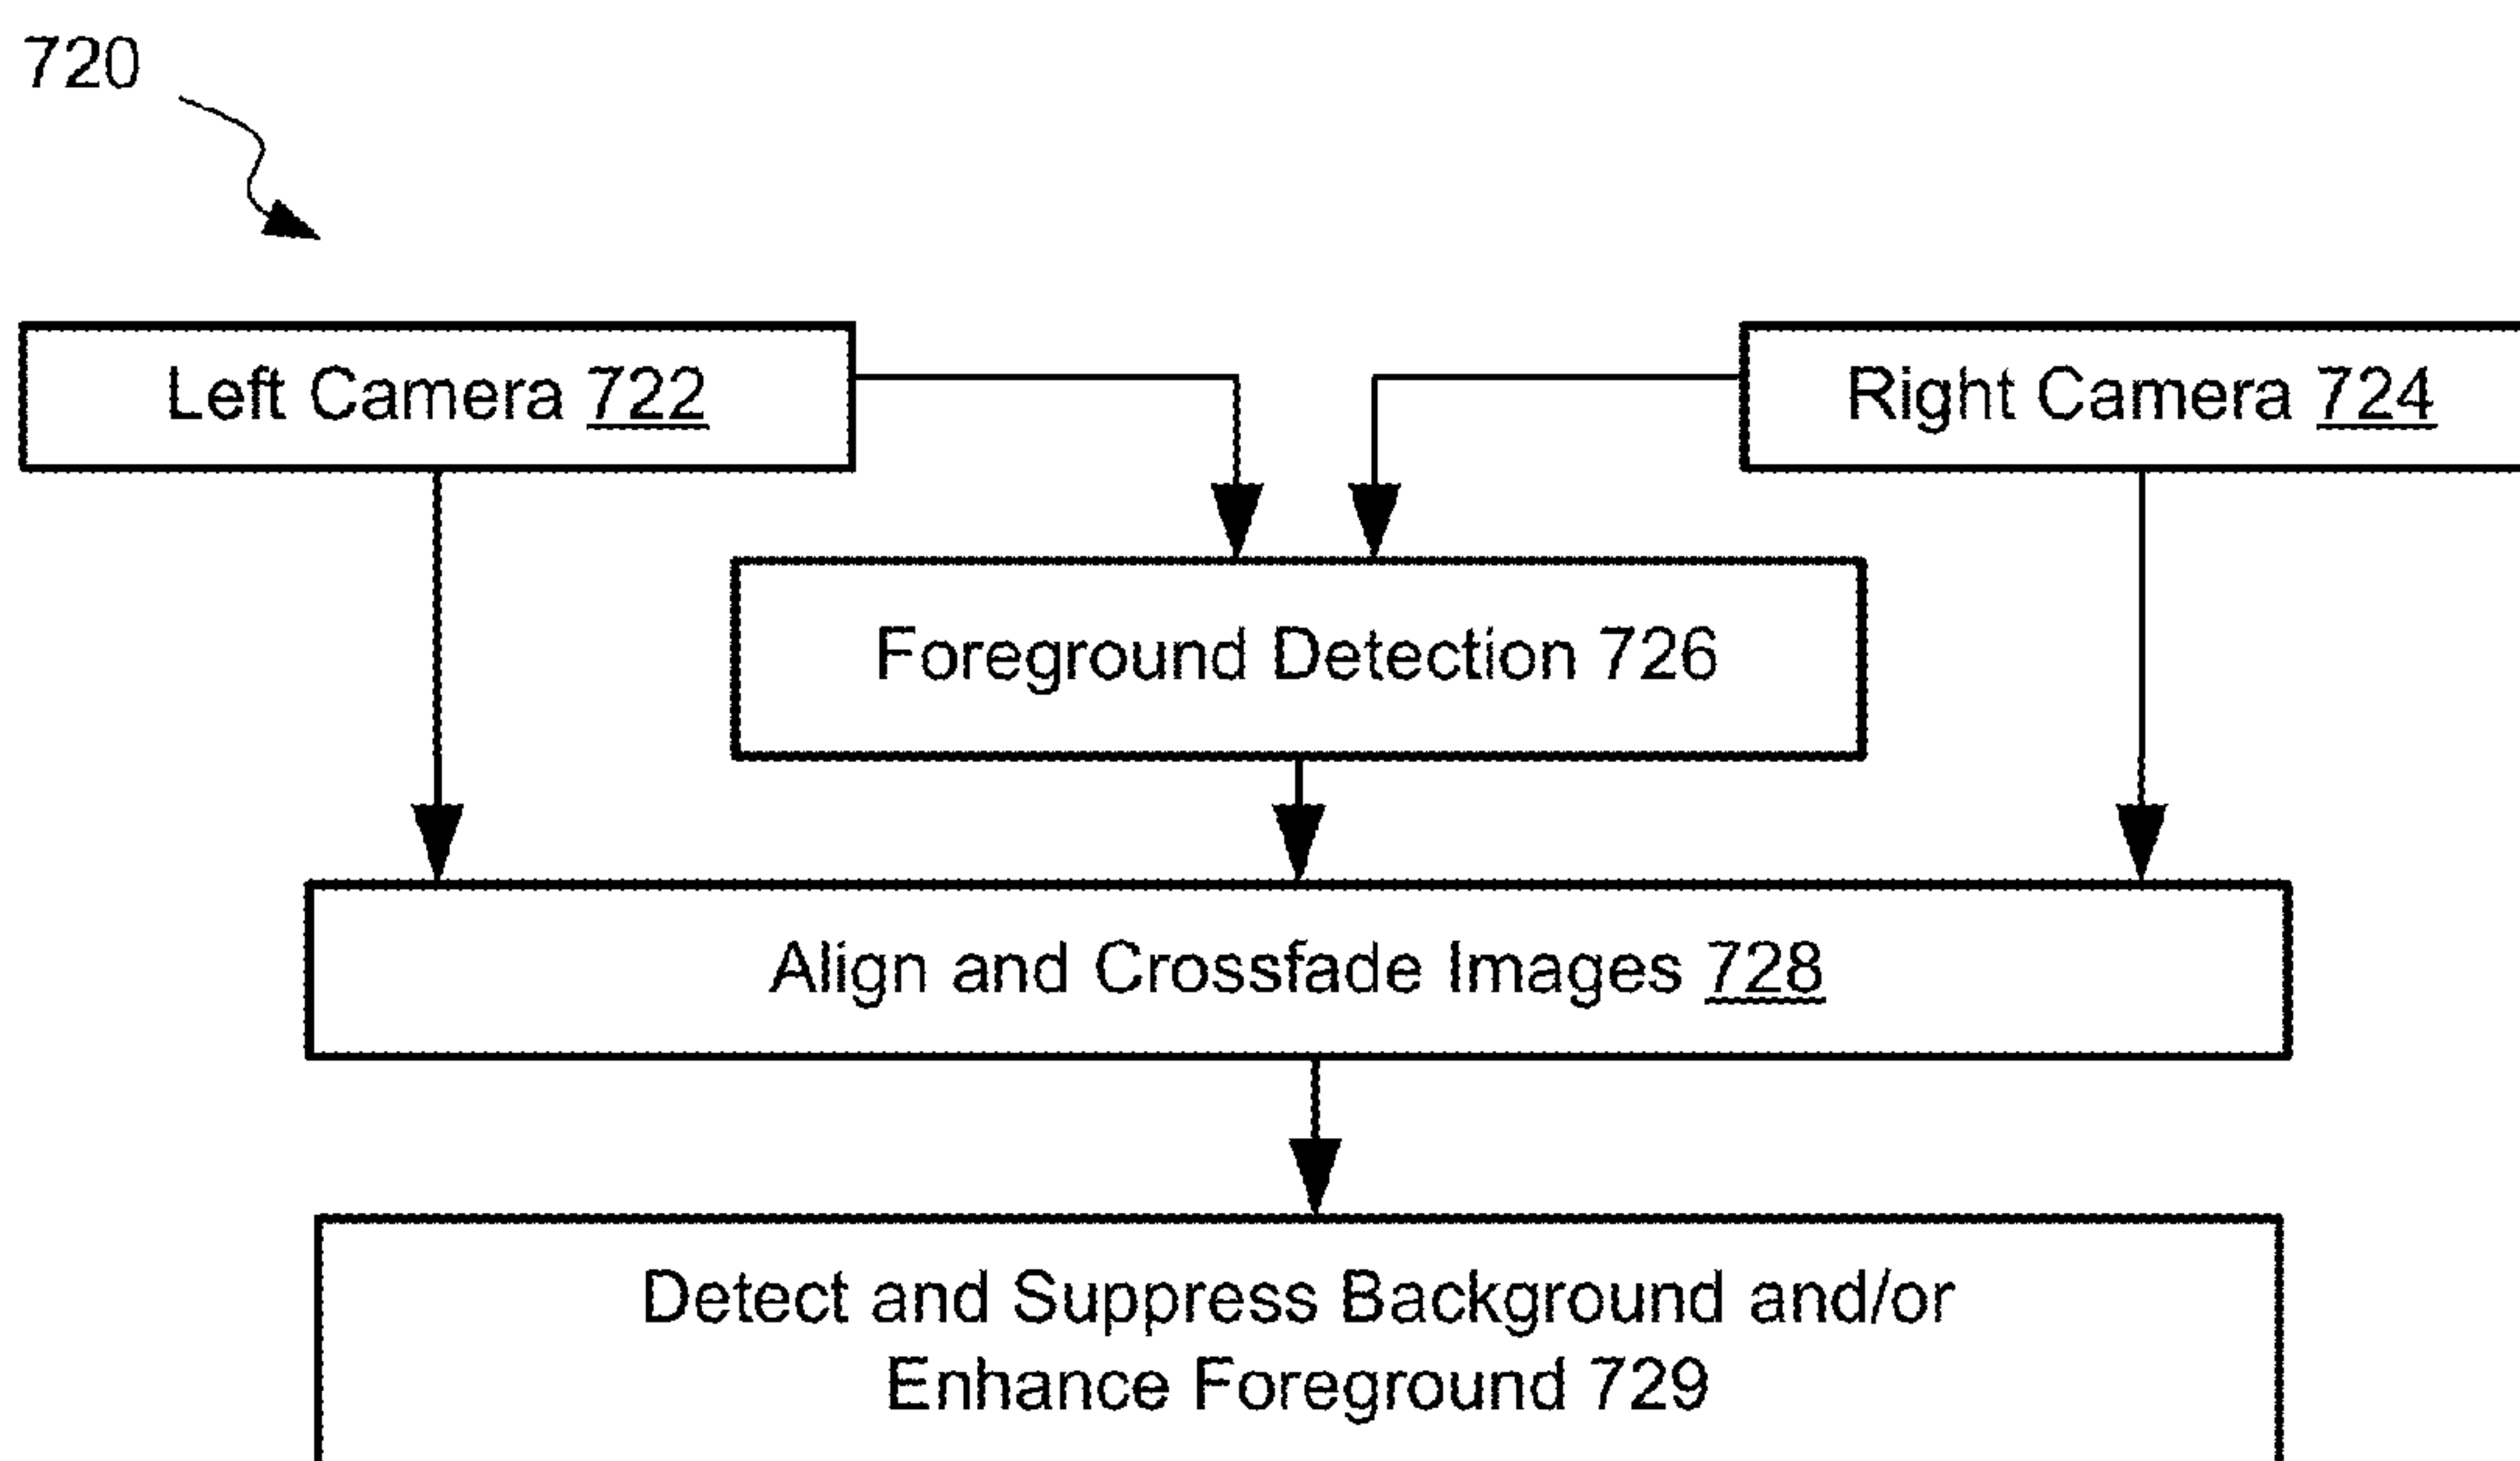 720
Left Camera 722
Right Camera 724
Foreground Detection 726
Align and Crossfade Images 728
Detect and Suppress Background and/or
Enhance Foreground 729